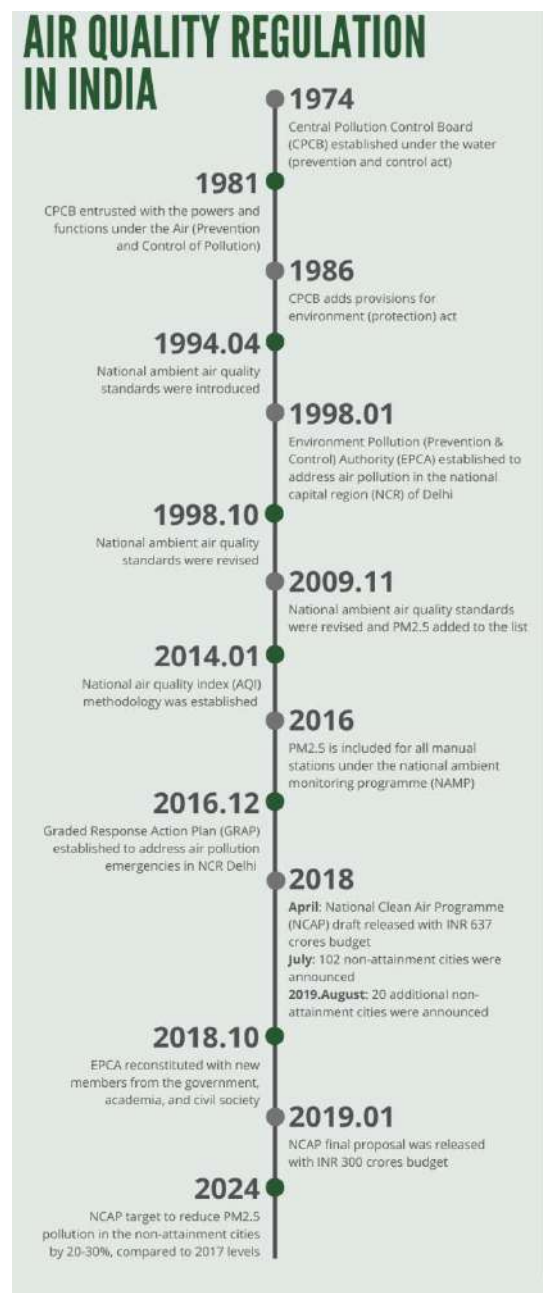 AIR QUALITY REGULATION
IN INDIA
1974
Central Pollution Control Board
(CPCB) established under the water
(prevention and control act)
1981
CPCB entrusted with the powers and
functions under the Air (Prevention
and Control of Pollution)
1986
CPCB adds provisions for
environment (protection) act
1994.04
National ambient air quality
standards were introduced
1998.01
Environment Pollution (Prevention &
Control) Authority (EPCA) established to
address air pollution in the national
capital region (NCR) of Delhi
1998.10
National ambient air quality
standards were revised
2009.11
National ambient air quality standards
were revised and PM2.5 added to the list
2014.01
National air quality index (AQI)
methodology was established
2016
PM2.5 is included for all manual
stations under the national ambient
monitoring programme (NAMP)
2016.12
Graded Response Action Plan (GRAP)
established to address air pollution
emergencies in NCR Delhi
2018
April: National Clean Air Programme
(NCAP) draft released with INR 637
crores budget
July: 102 non-attainment cities were
announced
2019.August: 20 additional non-
attainment cities were announced
2018.10
EPCA reconstituted with new
members from the government,
academia, and civil society
2019.01
NCAP final proposal was released
with INR 300 crores budget
2024
NCAP target to reduce PM2.5
pollution in the non-attainment cities
by 20-30%, compared to 2017 levels